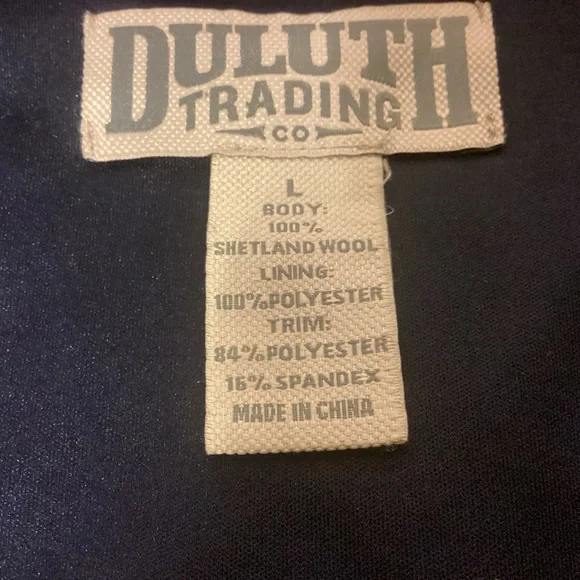 DULUTH
TRADING
CO
L
BODY:
100%
SHETLAND WOOL
LINING:
100%POLYESTER
TRIM:
84%POLYESTER
16% SPANDEX
MADE IN CHINA